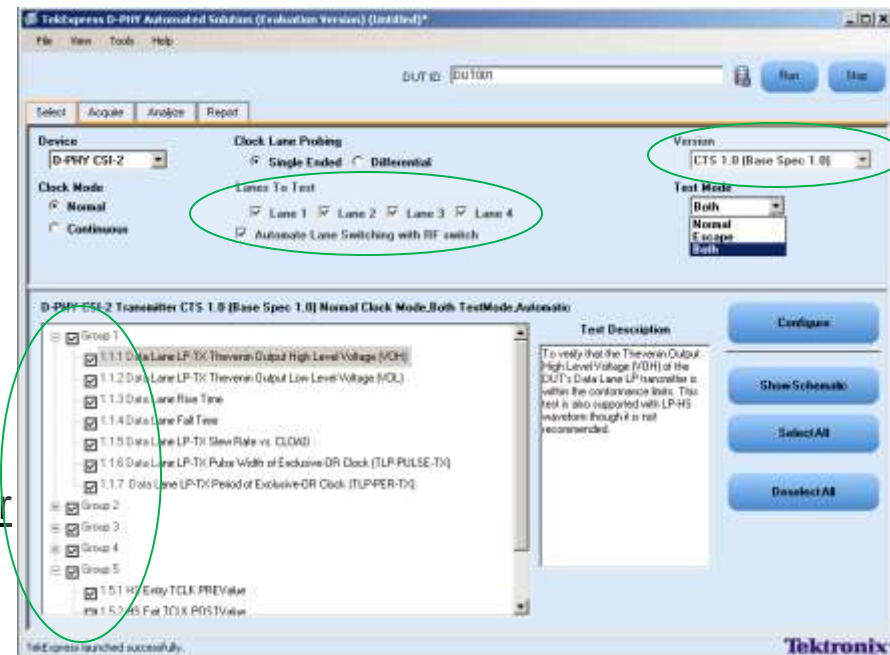 TekExpress D-PHY Automated Solution (Evaluation Version) (Untitled)*
File View Tools Help
DUT ID DUT001 Run Stop
Select Acquire Analyze Report
Device
D-PHY CSI-2
Clock Mode
Normal
Continuous
Clock Lane Probing
Single Ended Differential
Lanes To Test
Lane 1 Lane 2 Lane 3 Lane 4
Automate Lane Switching with RF switch
Version
CTS 1.0 (Base Spec 1.0)
Test Mode
Both
Normal
Escape
Both
D-PHY CSI-2 Transmitter CTS 1.0 (Base Spec 1.0) Normal Clock Mode,Both TestMode,Automatic
Group 1
1.1.1 Data Lane LP-TX Thevenin Output High Level Voltage (VOH)
1.1.2 Data Lane LP-TX Thevenin Output Low Level Voltage (VOL)
1.1.3 Data Lane Rise Time
1.1.4 Data Lane Fall Time
1.1.5 Data Lane LP-TX Slew Rate vs. CLOAD
1.1.6 Data Lane LP-TX Pulse Width of Exclusive-OR Clock (TLP-PULSE-TX)
1.1.7 Data Lane LP-TX Period of Exclusive-OR Clock (TLP-PER-TX)
Group 2
Group 3
Group 4
Group 5
1.5.1 HS Entry TCLK PREValue
1.5.2 HS Exit TCLK POSTValue
Test Description
To verify that the Thevenin Output
High Level Voltage (VOH) of the
DUT's Data Lane LP transmitter is
within the conformance limits. This
test is also supported with LP-HS
waveform though it is not
recommended.
Configure
Show Schematic
Select All
Deselect All
r
TekExpress launched successfully.
Tektronix